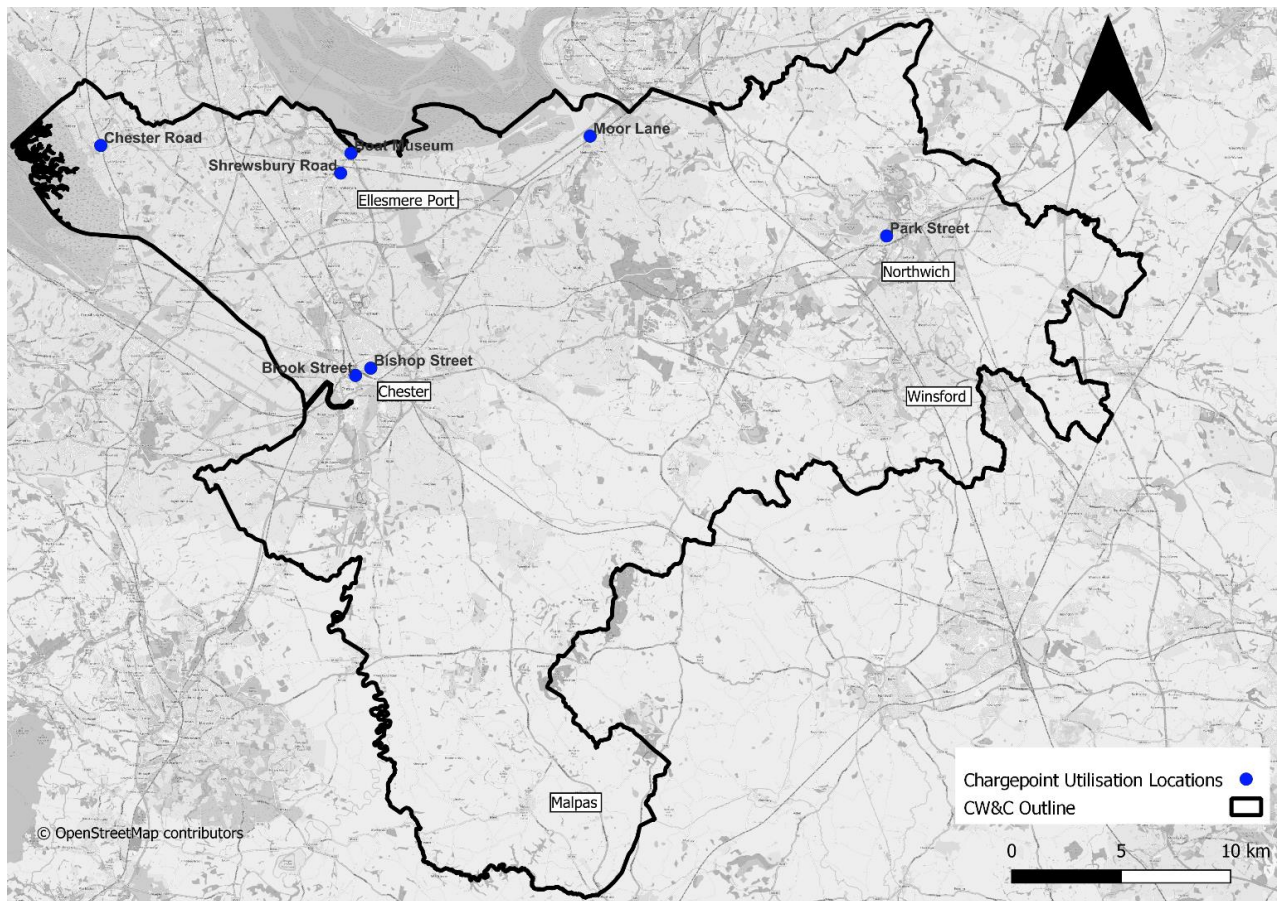 Chester Road
Boat Museum
Moor Lane
Shrewsbury Road
Ellesmere Port
Park Street
Northwich
Brook Street
Bishop Street
Chester
Winsford
Malpas
Chargepoint Utilisation Locations
CW&C Outline
© OpenStreetMap contributors
0 5 10 km